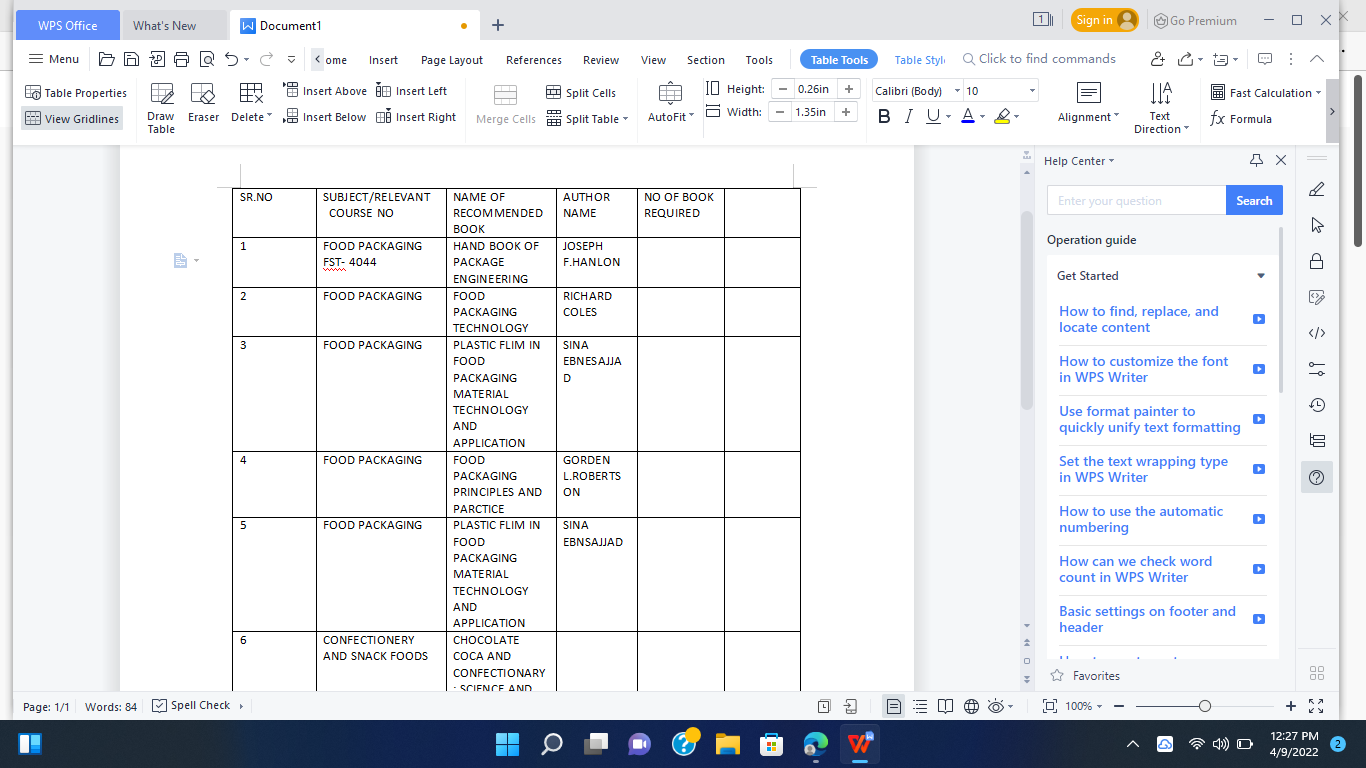 WPS Office What's New Document1 1 Sign in Go Premium
Menu ome Insert Page Layout References Review View Section Tools Table Tools Table Style Click to find commands
Table Properties Insert Above Insert Left Split Cells Height: 0.26in Calibri (Body) 10 Fast Calculation
View Gridlines Draw Table Eraser Delete Insert Below Insert Right Merge Cells Split Table AutoFit Width: 1.35in B I U A Alignment Text Direction fx Formula
SR.NO SUBJECT/RELEVANT NAME OF AUTHOR NO OF BOOK
COURSE NO RECOMMENDED NAME REQUIRED
BOOK
1 FOOD PACKAGING HAND BOOK OF JOSEPH
FST- 4044 PACKAGE F.HANLON
ENGINEERING
2 FOOD PACKAGING FOOD RICHARD
PACKAGING COLES
TECHNOLOGY
3 FOOD PACKAGING PLASTIC FLIM IN SINA
FOOD EBNESAJJA
PACKAGING D
MATERIAL
TECHNOLOGY
AND
APPLICATION
4 FOOD PACKAGING FOOD GORDEN
PACKAGING L.ROBERTS
PRINCIPLES AND ON
PARCTICE
5 FOOD PACKAGING PLASTIC FLIM IN SINA
FOOD EBNSAJJAD
PACKAGING
MATERIAL
TECHNOLOGY
AND
APPLICATION
6 CONFECTIONERY CHOCOLATE
AND SNACK FOODS COCA AND
CONFECTIONARY
: SCIENCE AND
Help Center
Enter your question Search
Operation guide
Get Started
How to find, replace, and
locate content
How to customize the font
in WPS Writer
Use format painter to
quickly unify text formatting
Set the text wrapping type
in WPS Writer
How to use the automatic
numbering
How can we check word
count in WPS Writer
Basic settings on footer and
header
Favorites
Page: 1/1 Words: 84 Spell Check 100%
12:27 PM
4/9/2022 2